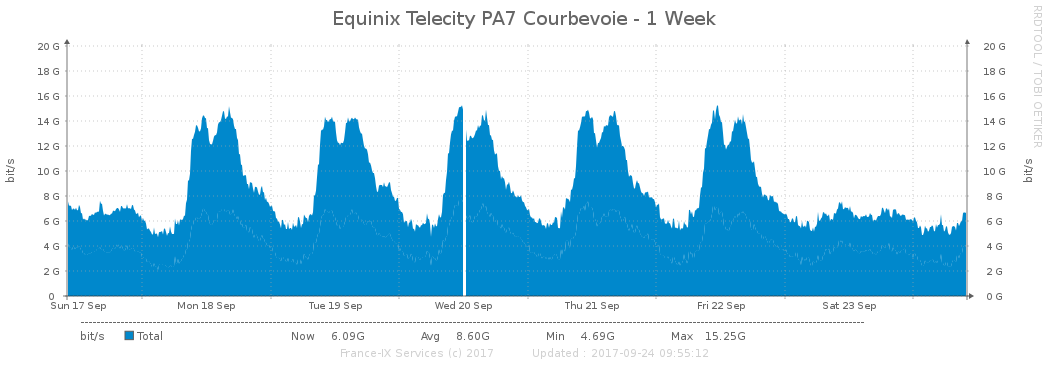 Equinix Telecity PA7 Courbevoie - 1 Week
RRDTOOL / TOBI OETIKER
bit/s
20 G 20 G
18 G 18 G
16 G 16 G
14 G 14 G
12 G 12 G
10 G 10 G
8 G 8 G
6 G 6 G
4 G 4 G
2 G 2 G
0 0 G
bit/s
Sun 17 Sep Mon 18 Sep Tue 19 Sep Wed 20 Sep Thu 21 Sep Fri 22 Sep Sat 23 Sep
bit/s Total Now 6.09G Avg 8.60G Min 4.69G Max 15.25G
France-IX Services (c) 2017 Updated : 2017-09-24 09:55:12